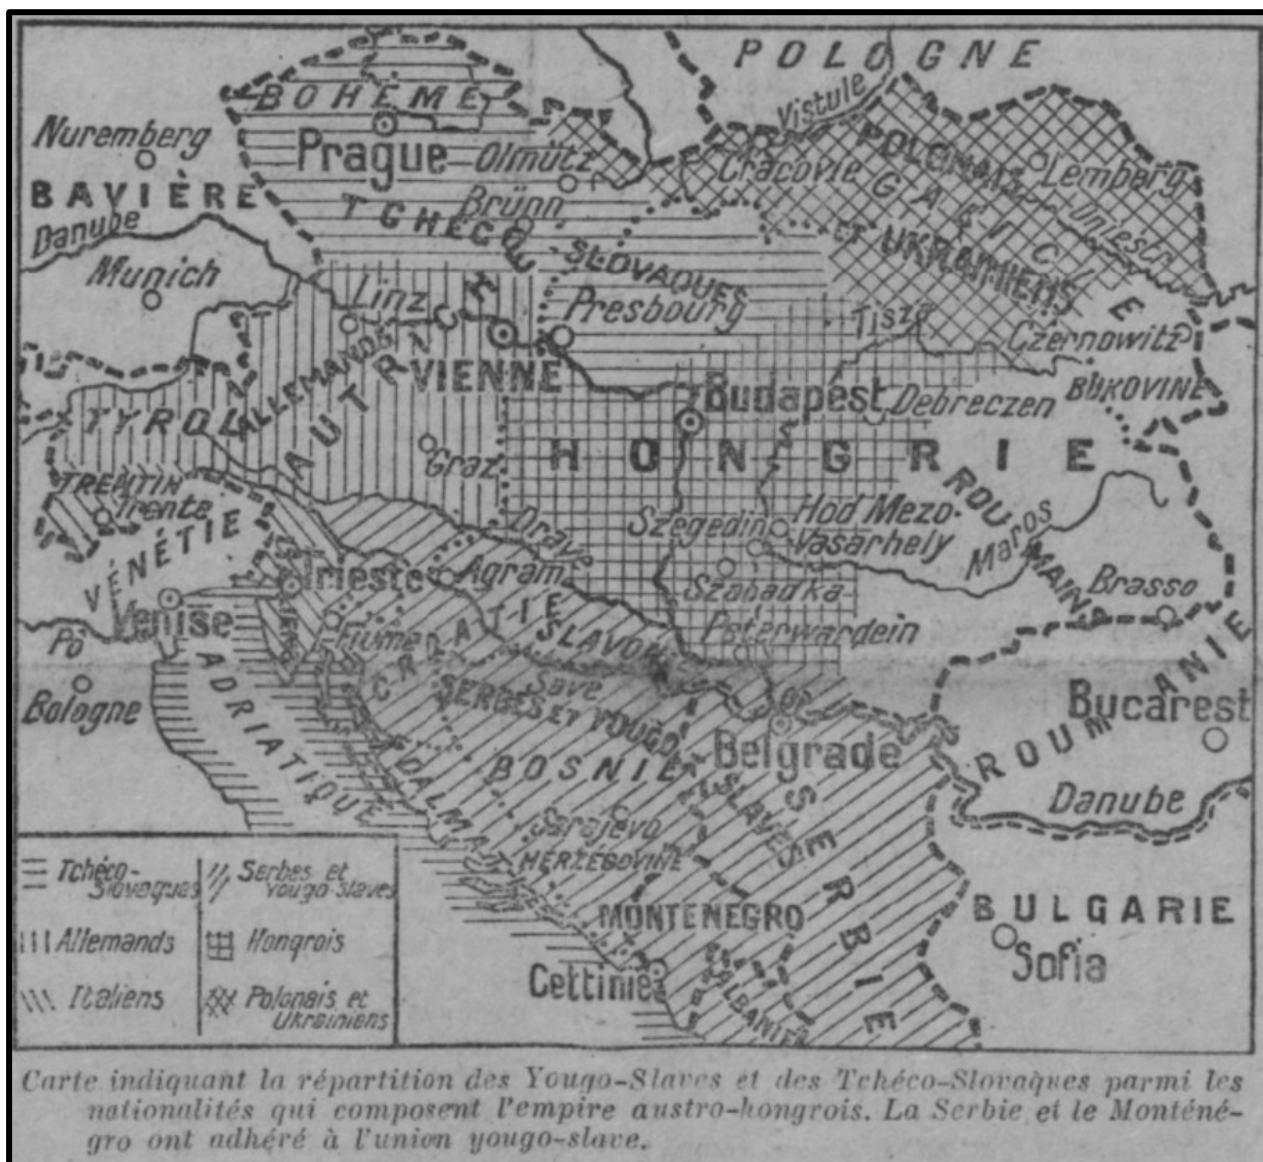 POLOGNE
BOHÊME
Vistule
Nuremberg
Prague
Olmütz
Cracovie
POLONAIS
Lemberg
GALICIE
BAVIÈRE
TCHÉCO-
Brünn
Dniestr
Danube
ET UKRAINIENS
SLOVAQUES
Munich
Linz
Presbourg
Tisza
Czernowitz
ALLEMANDS
AUTRICHE
VIENNE
Budapest
Debreczen
BUKOVINE
TYROL
Graz
HONGRIE
TRENTIN
Trente
Drave
Szegedin
Hod Mezo-
Vasarhely
ROUMAINS
Maros
VÉNÉTIE
Trieste
Agram
Szabadka
Brasso
Venise
Fiume
CROATIE
SLAVONIE
Peterwardein
Pô
Save
Bologne
ADRIATIQUE
SERBES ET YOUGO-
SLAVES
Bucarest
ROUMANIE
Belgrade
BOSNIE
DALMATIE
Danube
Sarajevo
HERZÉGOVINE
SERBIE
MONTENEGRO
BULGARIE
Sofia
Cettinié
ALBANIE
Tchéco-
Slovaques
Serbes et
Yougo-slaves
Allemands
Hongrois
Italiens
Polonais et
Ukrainiens
Carte indiquant la répartition des Yougo-Slaves et des Tchéco-Slovaques parmi les
nationalités qui composent l'empire austro-hongrois. La Serbie et le Monténé-
gro ont adhéré à l'union yougo-slave.